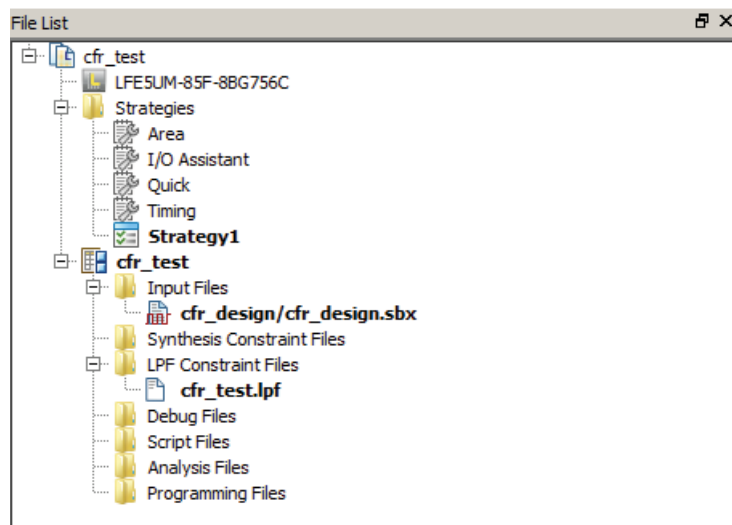 File List
cfr_test
LFE5UM-85F-8BG756C
Strategies
Area
I/O Assistant
Quick
Timing
Strategy1
cfr_test
Input Files
cfr_design/cfr_design.sbx
Synthesis Constraint Files
LPF Constraint Files
cfr_test.lpf
Debug Files
Script Files
Analysis Files
Programming Files